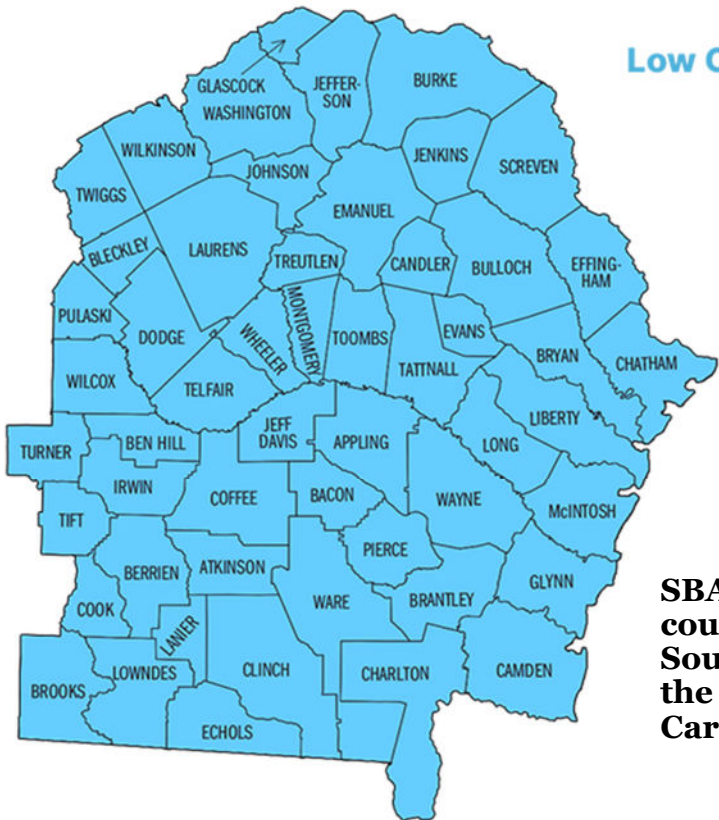 Low C
GLASCOCK
WASHINGTON
JEFFER-
SON
BURKE
WILKINSON
JENKINS
SCREVEN
TWIGGS
JOHNSON
EMANUEL
BLECKLEY
LAURENS
TREUTLEN
CANDLER
BULLOCH
EFFING-
HAM
PULASKI
DODGE
WHEELER
MONTGOMERY
TOOMBS
EVANS
TATTNALL
BRYAN
CHATHAM
WILCOX
TELFAIR
LIBERTY
TURNER
BEN HILL
JEFF
DAVIS
APPLING
LONG
IRWIN
COFFEE
BACON
WAYNE
McINTOSH
TIFT
PIERCE
BERRIEN
ATKINSON
GLYNN
COOK
WARE
BRANTLEY
LANIER
BROOKS
LOWNDES
CLINCH
CHARLTON
CAMDEN
ECHOLS
SBA
cou
Sou
the
Car